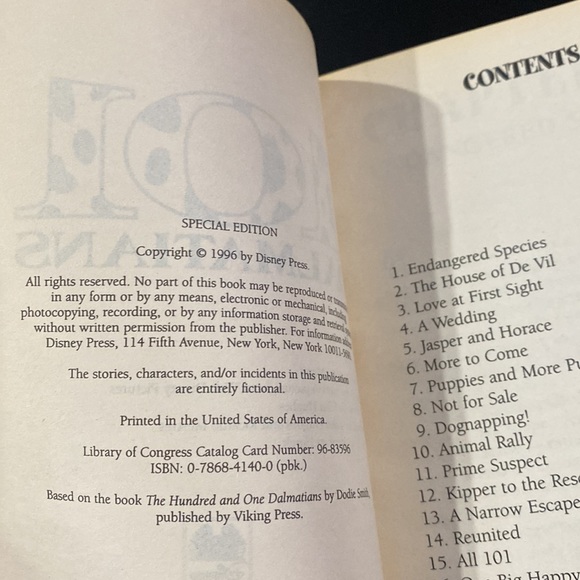 SPECIAL EDITION
Copyright © 1996 by Disney Press.
All rights reserved. No part of this book may be reproduced or
in any form or by any means, electronic or mechanical, including
photocopying, recording, or by any information storage and retrieval
without written permission from the publisher. For information
Disney Press, 114 Fifth Avenue, New York, New York
The stories, characters, and/or incidents in this publication
are entirely fictional.
Printed in the United States of America.
Library of Congress Catalog Card Number: 96-83596
ISBN: 0-7868-4140-0 (pbk.)
Based on the book The Hundred and One Dalmatians by Dodie Smith,
published by Viking Press.
CONTENTS
1. Endangered Species
2. The House of De Vil
3. Love at First Sight
4. A Wedding
5. Jasper and Horace
6. More to Come
7. Puppies and More
8. Not for Sale
9. Dognapping!
10. Animal Rally
11. Prime Suspect
12. Kipper to the
13. A Narrow Escape
14. Reunited
15. All 101
Big Happy